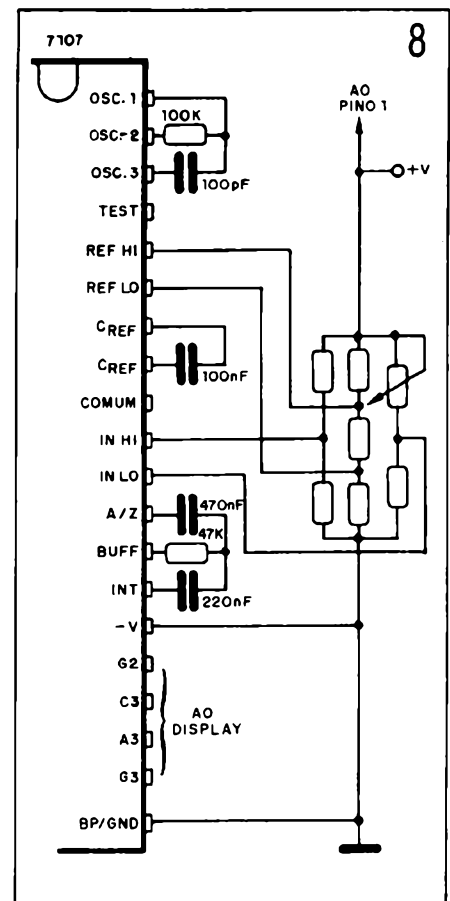 8
7107
OSC.1
100K
OSC.-2
OSC.3
100pF
TEST
REF HI
REF LO
CREF
CREF
100nF
COMUM
IN HI
IN LO
A/Z
470nF
BUFF
47K
INT
220nF
-V
G2
C3
A3
G3
AO
DISPLAY
BP/GND
AO
PINO 1
+V